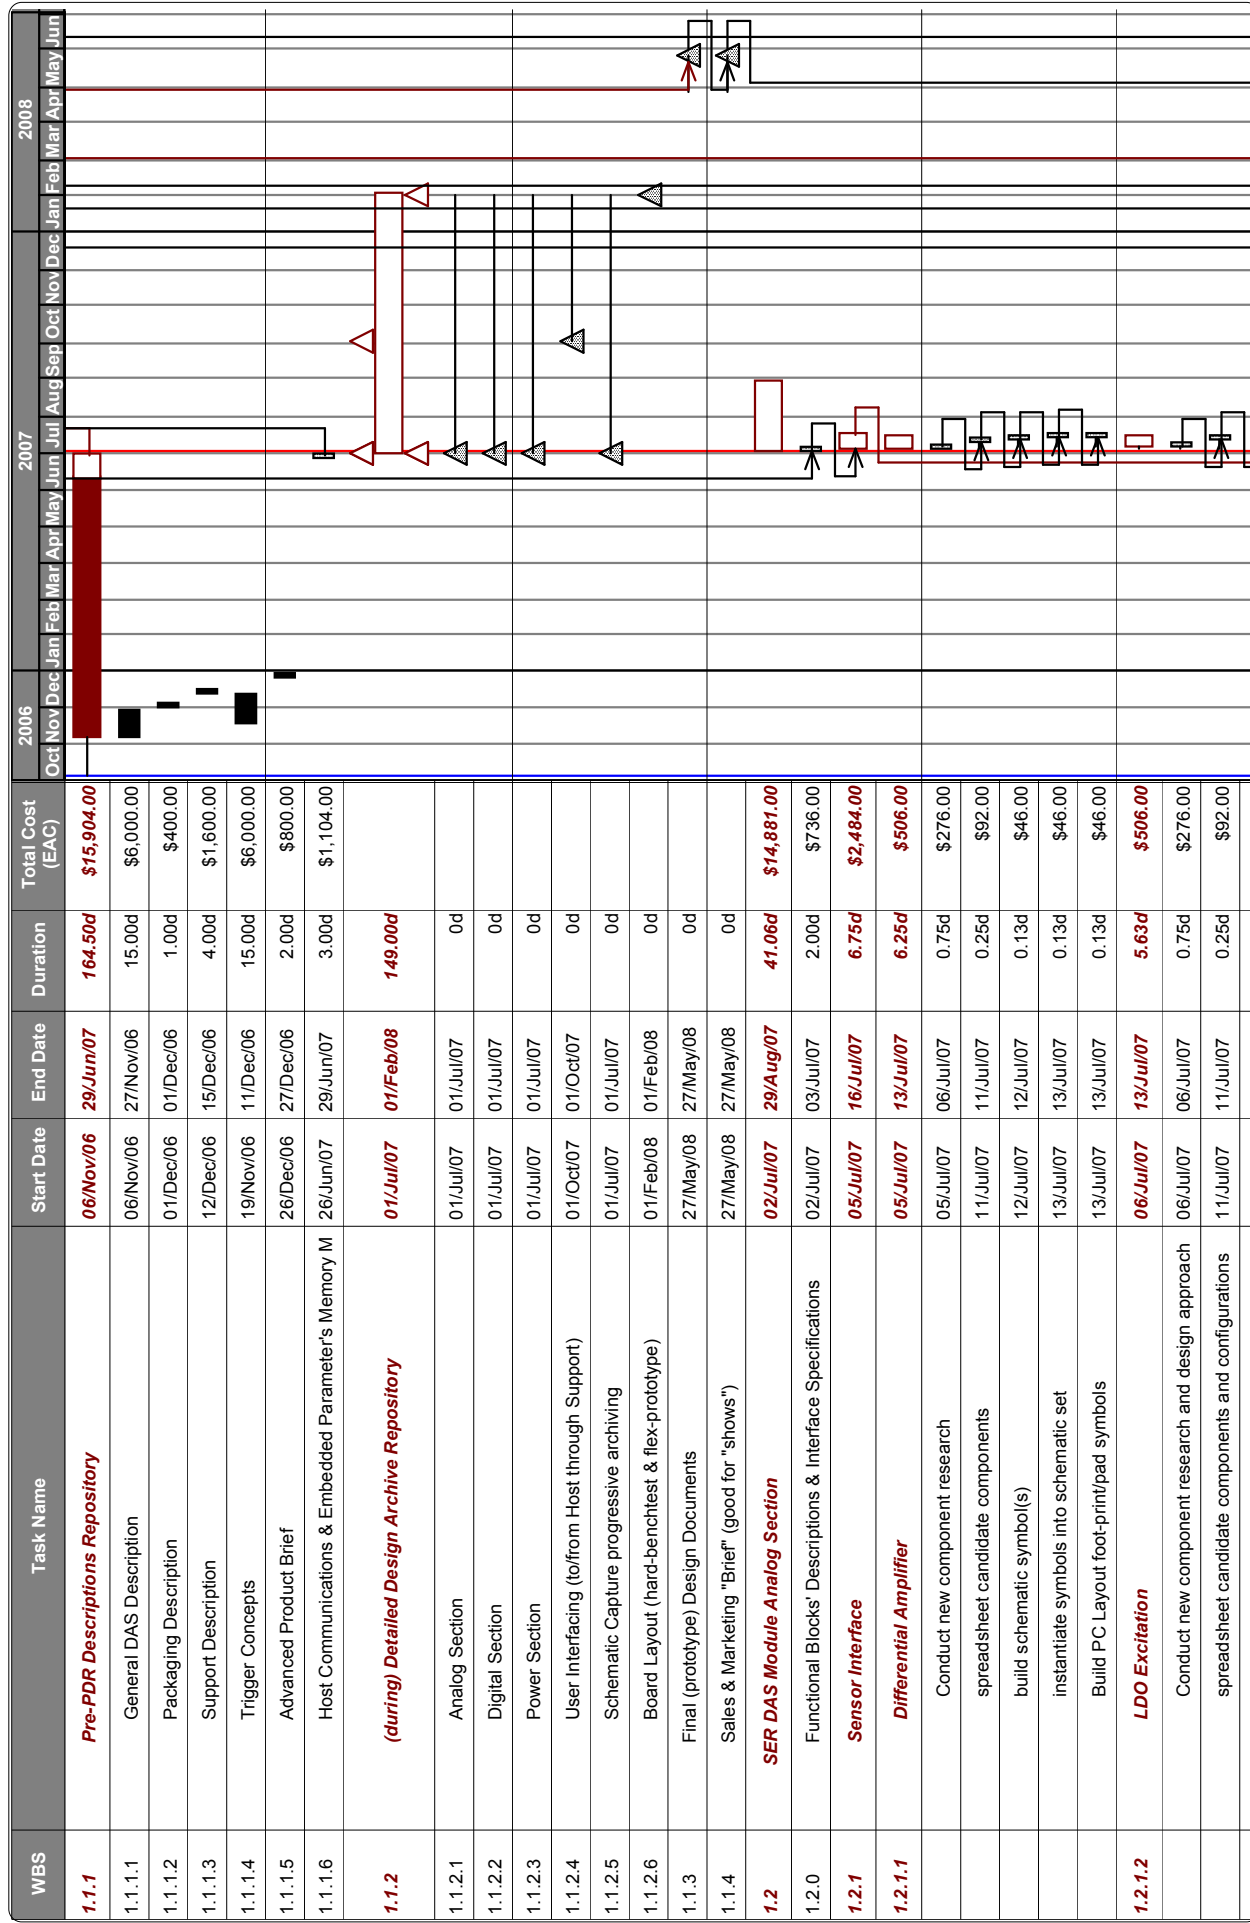 WBS Task Name Start Date End Date Duration Total Cost (EAC) 2006 2007 2008
Oct Nov Dec Jan Feb Mar Apr May Jun Jul Aug Sep Oct Nov Dec Jan Feb Mar Apr May Jun
1.1.1 Pre-PDR Descriptions Repository 06/Nov/06 29/Jun/07 164.50d $15,904.00
1.1.1.1 General DAS Description 06/Nov/06 27/Nov/06 15.00d $6,000.00
1.1.1.2 Packaging Description 01/Dec/06 01/Dec/06 1.00d $400.00
1.1.1.3 Support Description 12/Dec/06 15/Dec/06 4.00d $1,600.00
1.1.1.4 Trigger Concepts 19/Nov/06 11/Dec/06 15.00d $6,000.00
1.1.1.5 Advanced Product Brief 26/Dec/06 27/Dec/06 2.00d $800.00
1.1.1.6 Host Communications & Embedded Parameter's Memory M 26/Jun/07 29/Jun/07 3.00d $1,104.00
1.1.2 (during) Detailed Design Archive Repository 01/Jul/07 01/Feb/08 149.00d
1.1.2.1 Analog Section 01/Jul/07 01/Jul/07 0d
1.1.2.2 Digital Section 01/Jul/07 01/Jul/07 0d
1.1.2.3 Power Section 01/Jul/07 01/Jul/07 0d
1.1.2.4 User Interfacing (to/from Host through Support) 01/Oct/07 01/Oct/07 0d
1.1.2.5 Schematic Capture progressive archiving 01/Jul/07 01/Jul/07 0d
1.1.2.6 Board Layout (hard-benchtest & flex-prototype) 01/Feb/08 01/Feb/08 0d
1.1.3 Final (prototype) Design Documents 27/May/08 27/May/08 0d
1.1.4 Sales & Marketing "Brief" (good for "shows") 27/May/08 27/May/08 0d
1.2 SER DAS Module Analog Section 02/Jul/07 29/Aug/07 41.06d $14,881.00
1.2.0 Functional Blocks' Descriptions & Interface Specifications 02/Jul/07 03/Jul/07 2.00d $736.00
1.2.1 Sensor Interface 05/Jul/07 16/Jul/07 6.75d $2,484.00
1.2.1.1 Differential Amplifier 05/Jul/07 13/Jul/07 6.25d $506.00
Conduct new component research 05/Jul/07 06/Jul/07 0.75d $276.00
spreadsheet candidate components 11/Jul/07 11/Jul/07 0.25d $92.00
build schematic symbol(s) 12/Jul/07 12/Jul/07 0.13d $46.00
instantiate symbols into schematic set 13/Jul/07 13/Jul/07 0.13d $46.00
Build PC Layout foot-print/pad symbols 13/Jul/07 13/Jul/07 0.13d $46.00
1.2.1.2 LDO Excitation 06/Jul/07 13/Jul/07 5.63d $506.00
Conduct new component research and design approach 06/Jul/07 06/Jul/07 0.75d $276.00
spreadsheet candidate components and configurations 11/Jul/07 11/Jul/07 0.25d $92.00